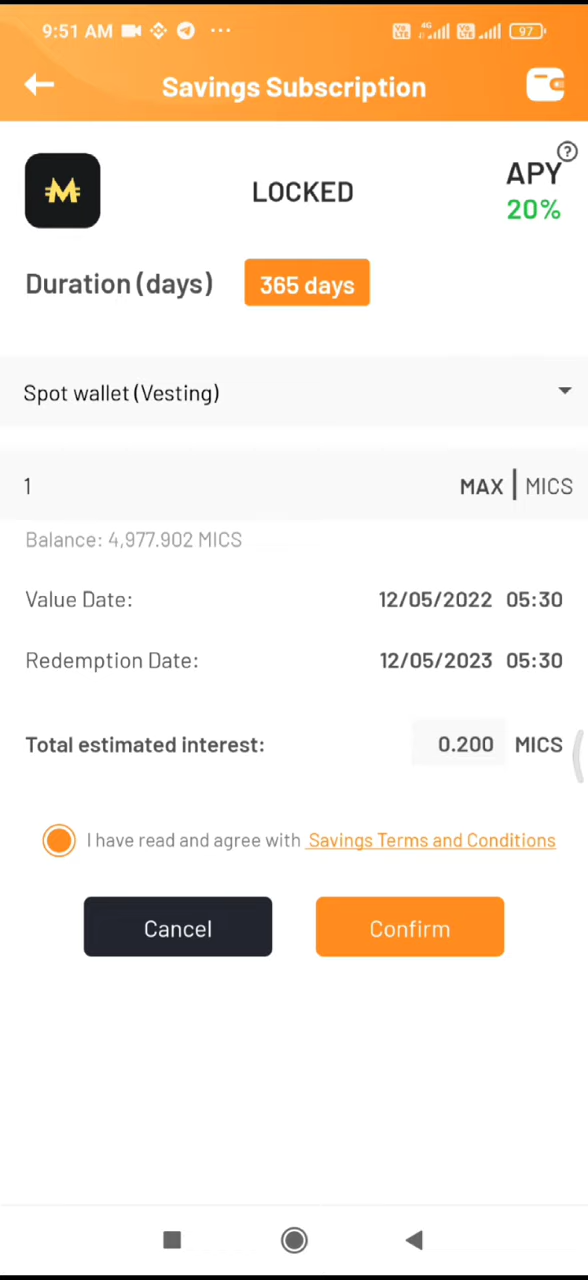 9:51 AM
4G
97
Savings Subscription
?
LOCKED
APY
20%
Duration (days)
365 days
Spot wallet (Vesting)
1
MAX | MICS
Balance: 4,977.902 MICS
Value Date:
12/05/2022 05:30
Redemption Date:
12/05/2023 05:30
Total estimated interest:
0.200 MICS
I have read and agree with Savings Terms and Conditions
Cancel
Confirm